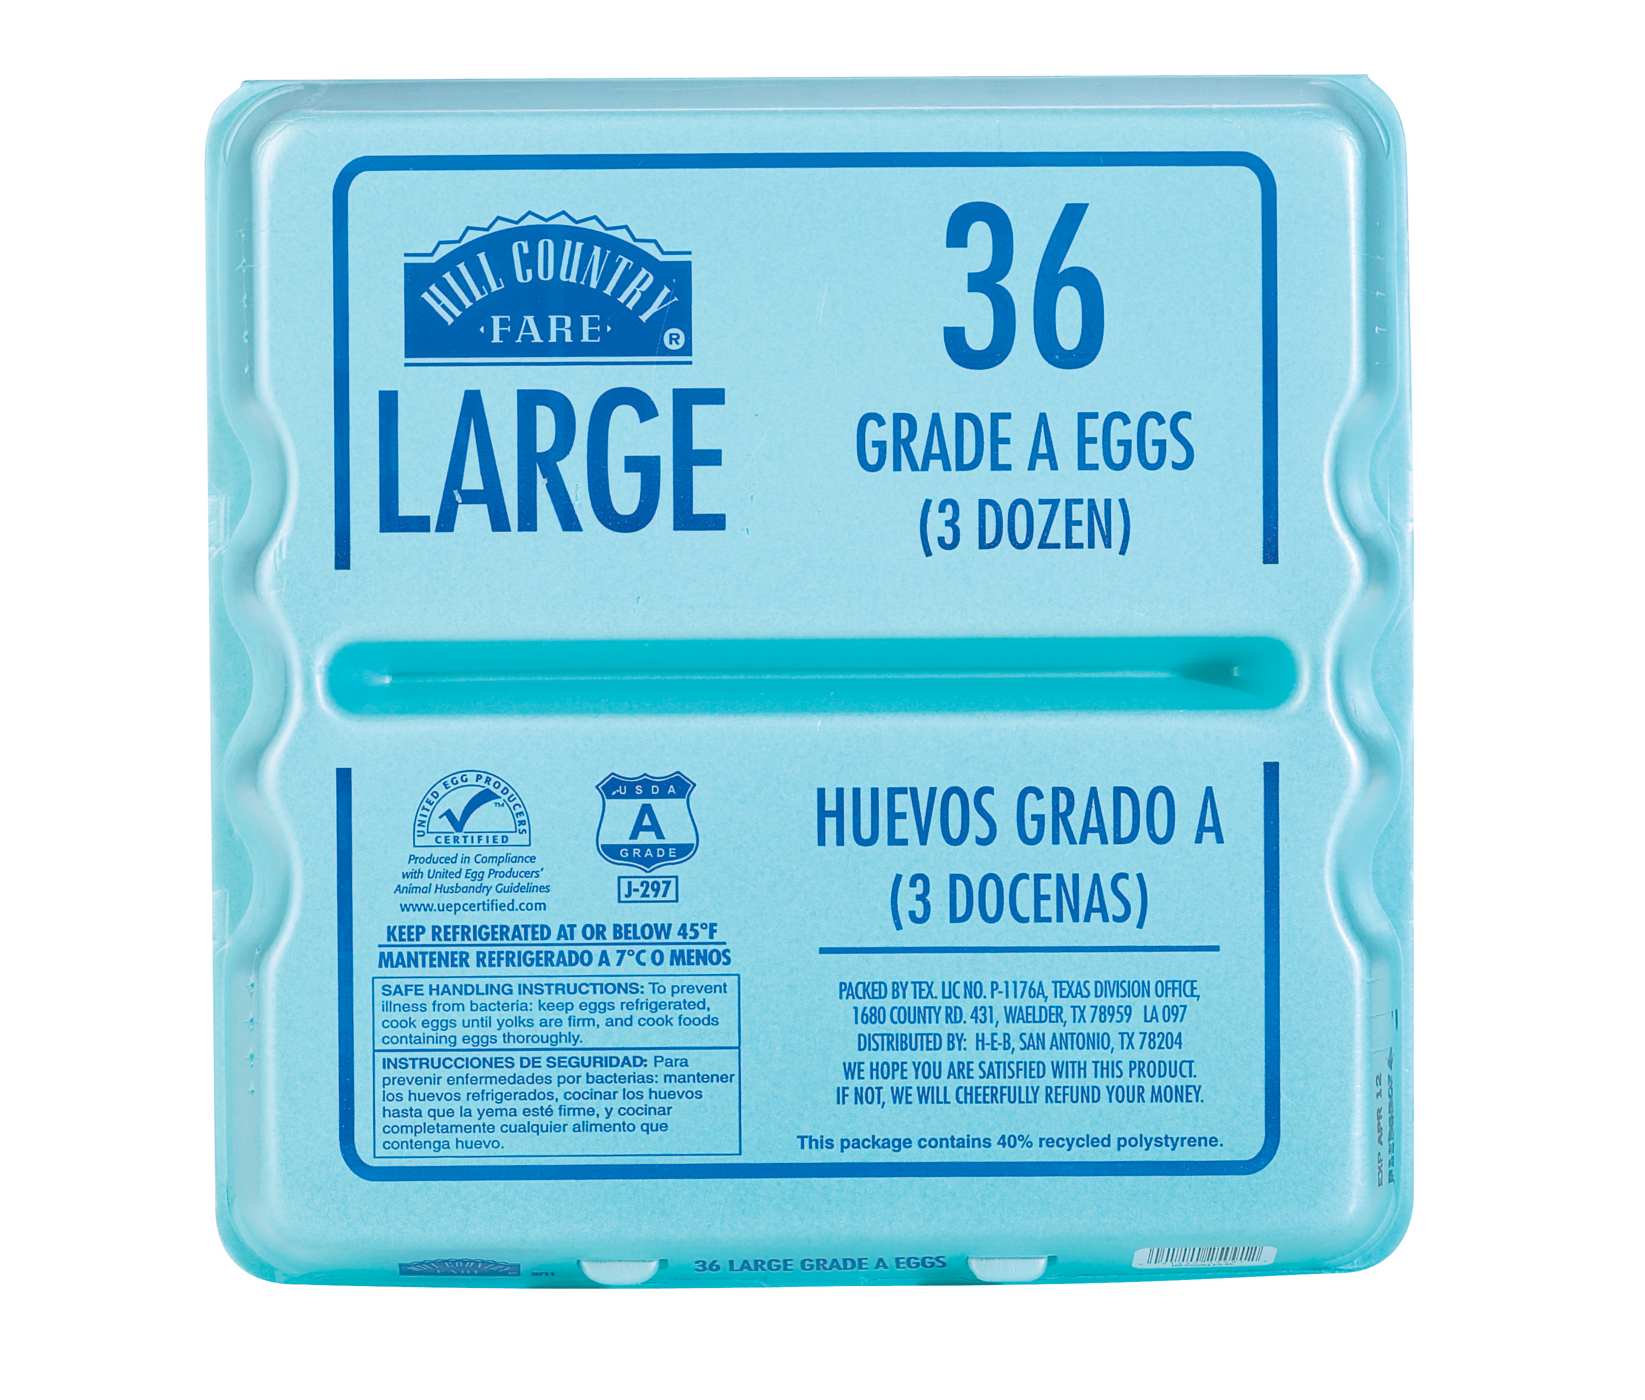 HILL COUNTRY
FARE ®
LARGE
36
GRADE A EGGS
(3 DOZEN)
UNITED EGG PRODUCERS
™
CERTIFIED
Produced in Compliance
with United Egg Producers'
Animal Husbandry Guidelines
www.uepcertified.com
USDA
A
GRADE
J-297
KEEP REFRIGERATED AT OR BELOW 45°F
MANTENER REFRIGERADO A 7°C O MENOS
SAFE HANDLING INSTRUCTIONS: To prevent
illness from bacteria: keep eggs refrigerated,
cook eggs until yolks are firm, and cook foods
containing eggs thoroughly.
INSTRUCCIONES DE SEGURIDAD: Para
prevenir enfermedades por bacterias: mantener
los huevos refrigerados, cocinar los huevos
hasta que la yema esté firme, y cocinar
completamente cualquier alimento que
contenga huevo.
HUEVOS GRADO A
(3 DOCENAS)
PACKED BY TEX. LIC NO. P-1176A, TEXAS DIVISION OFFICE,
1680 COUNTY RD. 431, WAELDER, TX 78959 LA 097
DISTRIBUTED BY: H-E-B, SAN ANTONIO, TX 78204
WE HOPE YOU ARE SATISFIED WITH THIS PRODUCT.
IF NOT, WE WILL CHEERFULLY REFUND YOUR MONEY.
This package contains 40% recycled polystyrene.
EXP APR 12
HILL COUNTRY
FARE
36 LARGE GRADE A EGGS